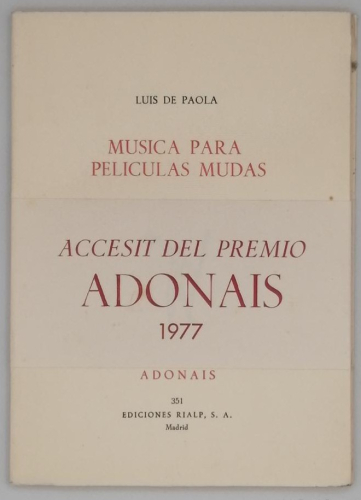 LUIS DE PAOLA
MUSICA PARA
PELICULAS MUDAS
ACCESIT DEL PREMIO
ADONAIS
1977
ADONAIS
351
EDICIONES RIALP, S. A.
Madrid